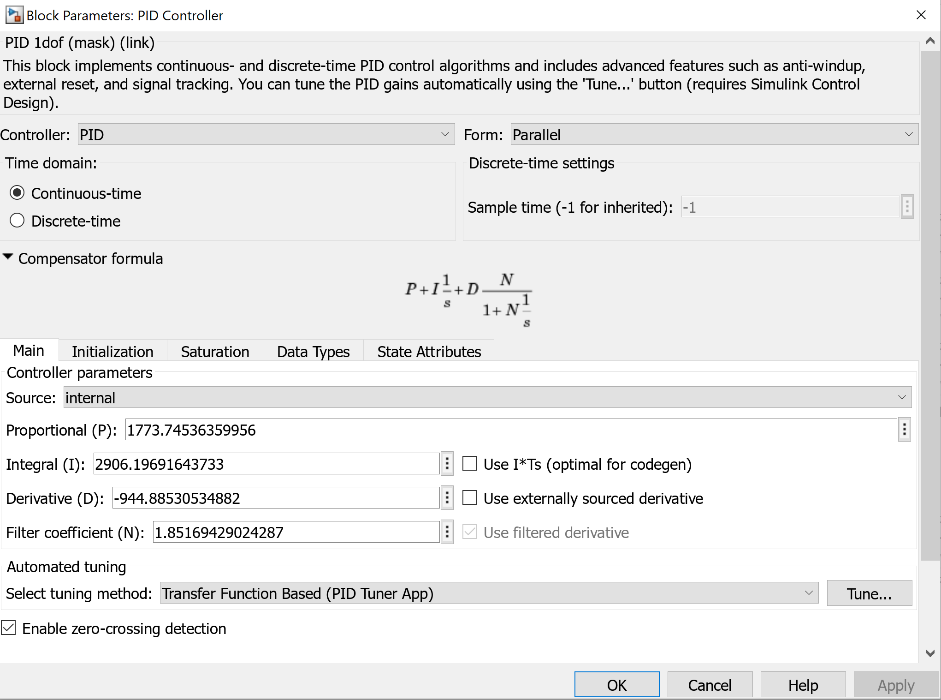 Block Parameters: PID Controller
PID 1dof (mask) (link)
This block implements continuous- and discrete-time PID control algorithms and includes advanced features such as anti-windup,
external reset, and signal tracking. You can tune the PID gains automatically using the 'Tune...' button (requires Simulink Control
Design).
Controller: PID Form: Parallel
Time domain: Discrete-time settings
Continuous-time
Sample time (-1 for inherited): -1
Discrete-time
Compensator formula
P + I 1/s + D N/(1 + N 1/s)
Main Initialization Saturation Data Types State Attributes
Controller parameters
Source: internal
Proportional (P): 1773.74536359956
Integral (I): 2906.19691643733 Use I*Ts (optimal for codegen)
Derivative (D): -944.88530534882 Use externally sourced derivative
Filter coefficient (N): 1.85169429024287 Use filtered derivative
Automated tuning
Select tuning method: Transfer Function Based (PID Tuner App) Tune...
Enable zero-crossing detection
OK Cancel Help Apply